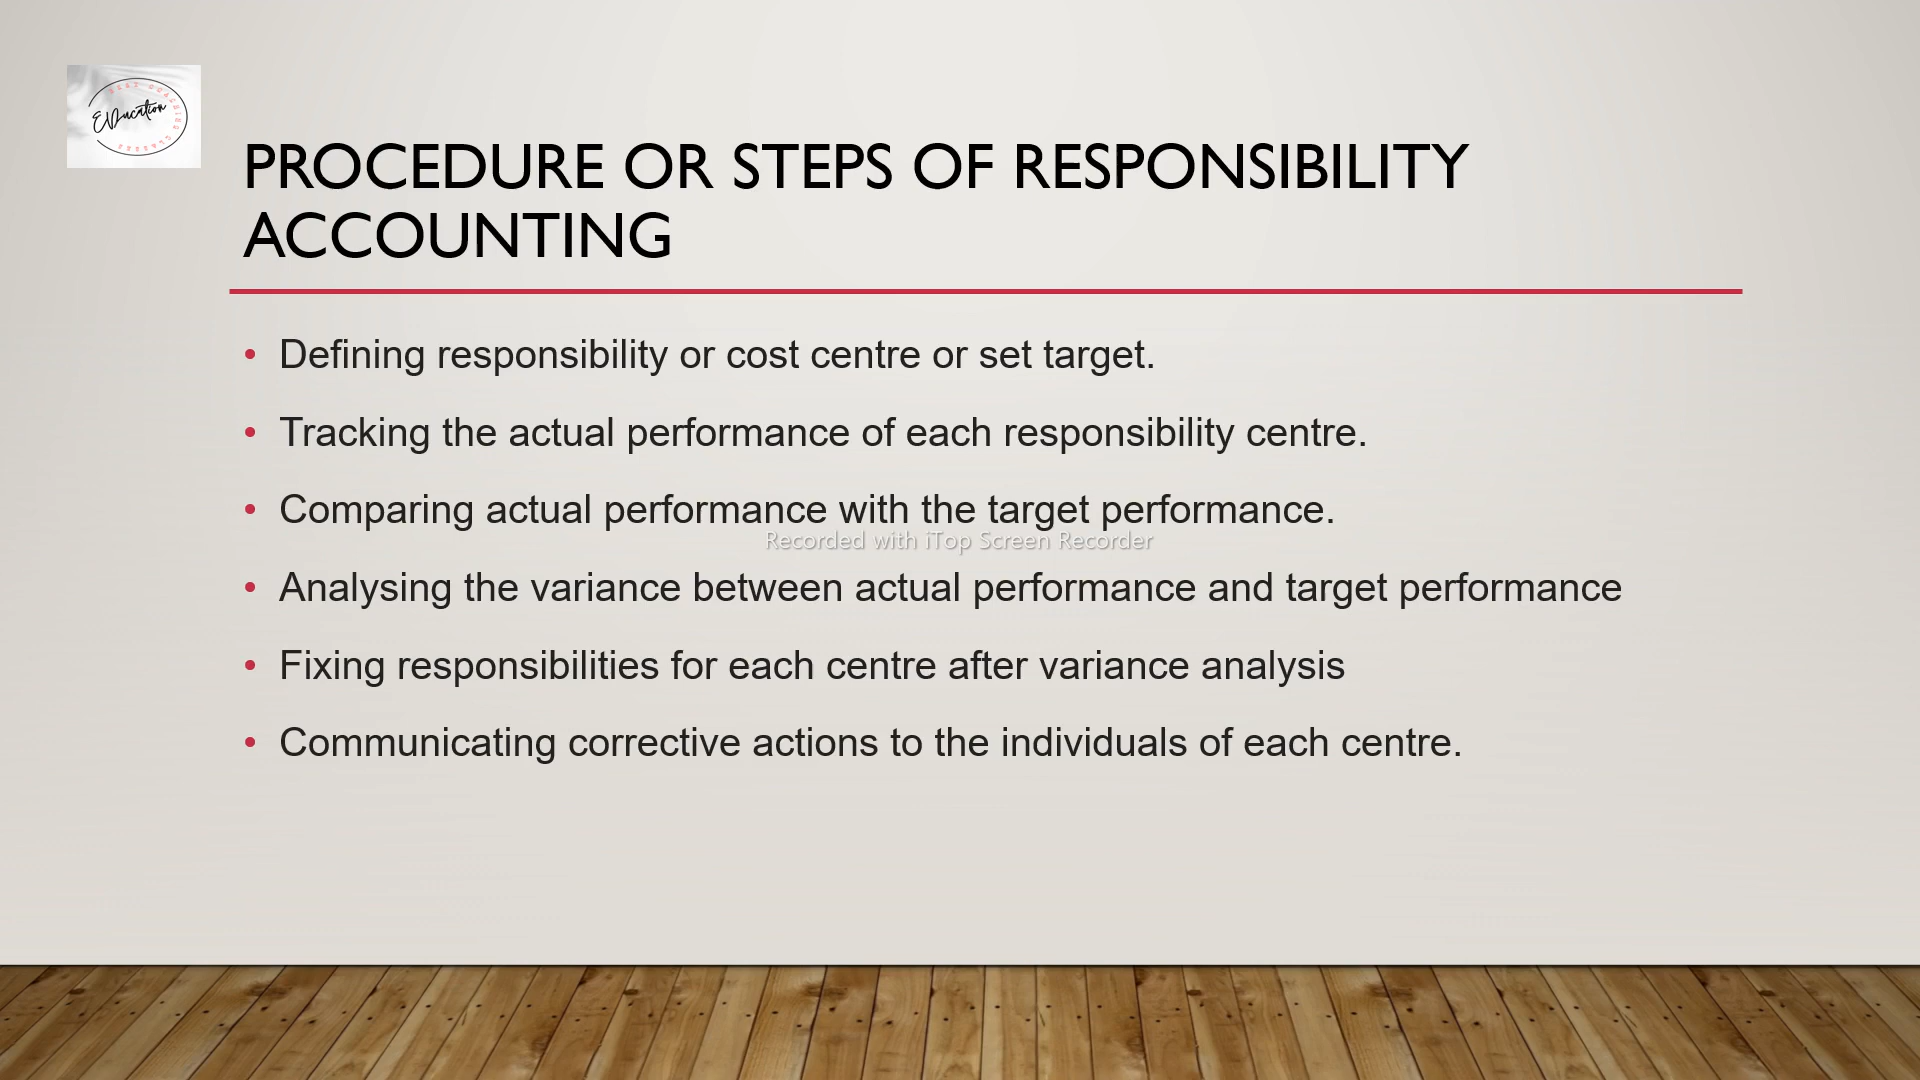 EDucation
PROCEDURE OR STEPS OF RESPONSIBILITY
ACCOUNTING
• Defining responsibility or cost centre or set target.
• Tracking the actual performance of each responsibility centre.
• Comparing actual performance with the target performance.
Recorded with iTop Screen Recorder
• Analysing the variance between actual performance and target performance
• Fixing responsibilities for each centre after variance analysis
• Communicating corrective actions to the individuals of each centre.